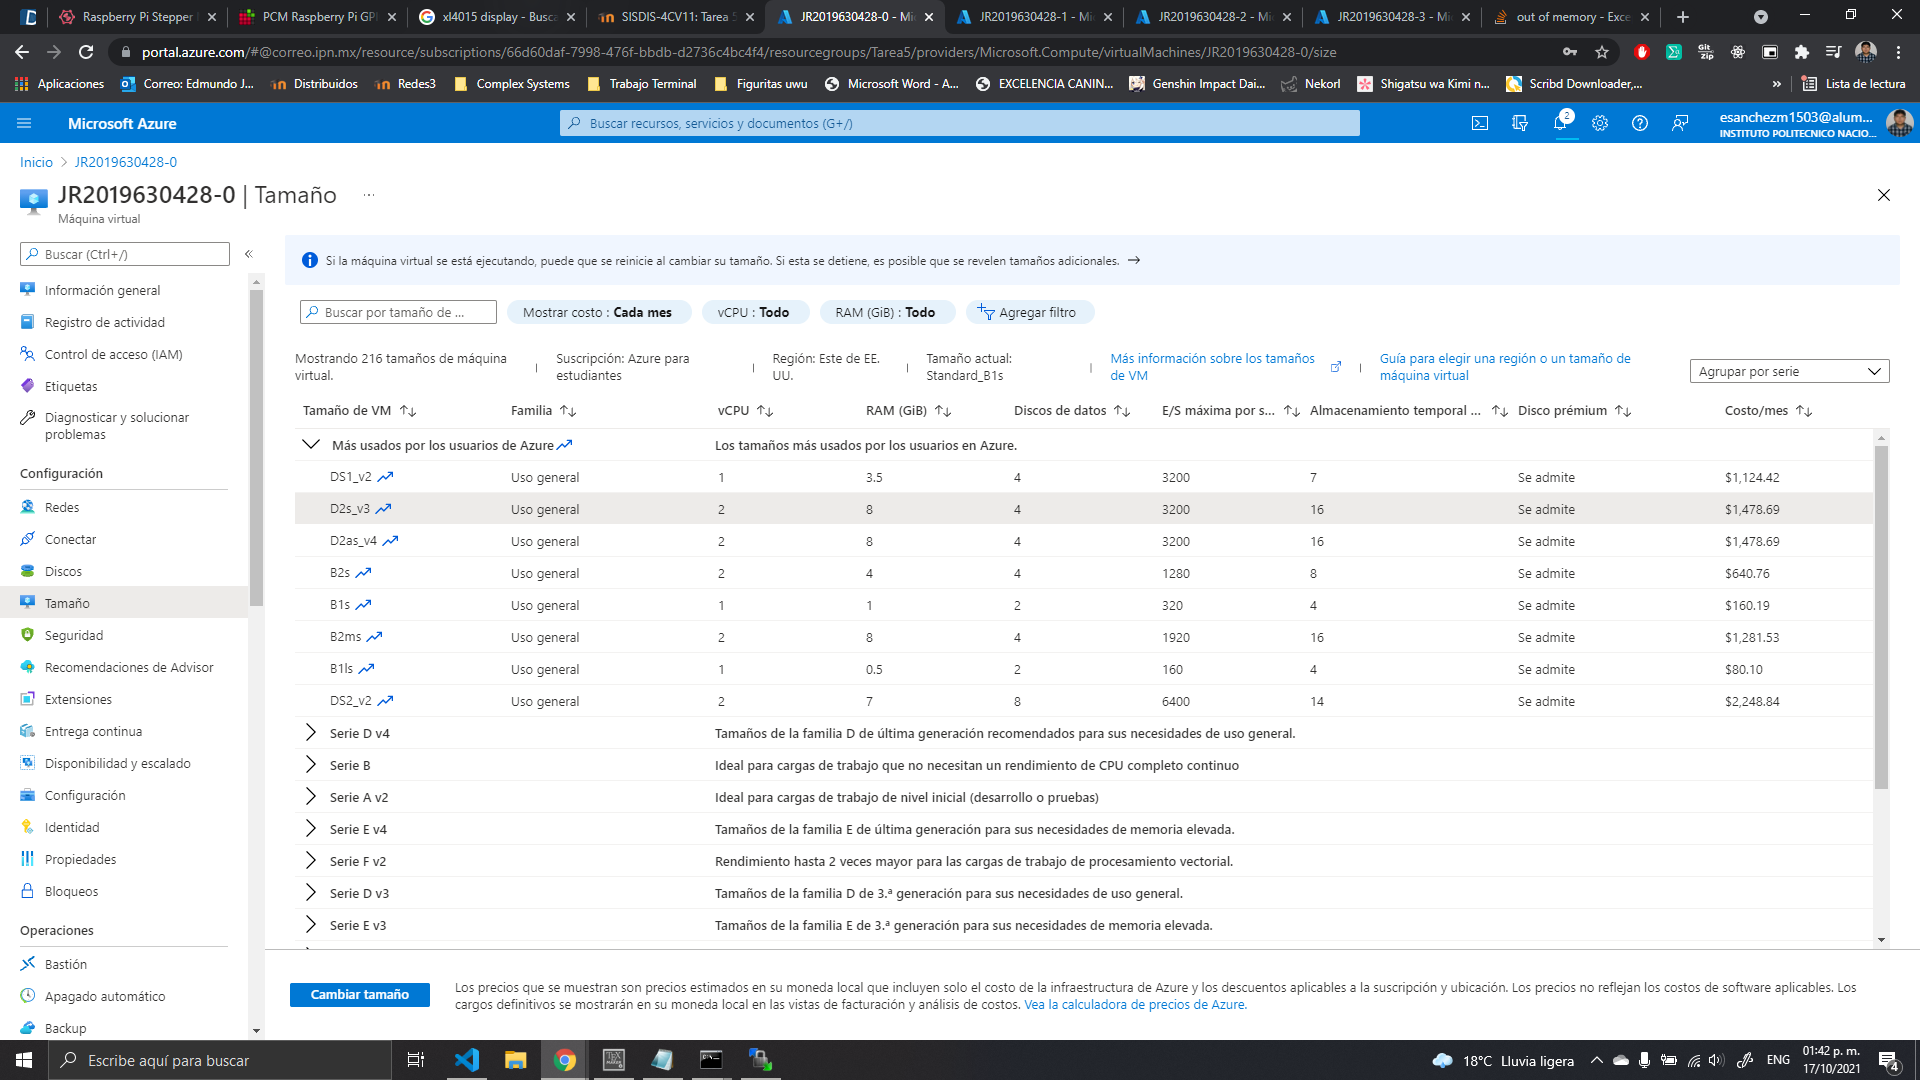 Raspberry Pi Stepper
PCM Raspberry Pi GPI
xl4015 display - Busca
SISDIS-4CV11: Tarea 5
JR2019630428-0 - Mi
JR2019630428-1 - Mi
JR2019630428-2 - Mi
JR2019630428-3 - Mi
out of memory - Exce
portal.azure.com/#@correo.ipn.mx/resource/subscriptions/66d60daf-7998-476f-bbdb-d2736c4bc4f4/resourcegroups/Tarea5/providers/Microsoft.Compute/virtualMachines/JR2019630428-0/size
Aplicaciones
Correo: Edmundo J...
Distribuidos
Redes3
Complex Systems
Trabajo Terminal
Figuritas uwu
Microsoft Word - A...
EXCELENCIA CANIN...
Genshin Impact Dai...
Nekorl
Shigatsu wa Kimi n...
Scribd Downloader,...
»
Lista de lectura
Microsoft Azure
Buscar recursos, servicios y documentos (G+/)
2
esanchezm1503@alum...
INSTITUTO POLITECNICO NACIO...
Inicio > JR2019630428-0
JR2019630428-0 | Tamaño ...
Máquina virtual
Buscar (Ctrl+/)
«
Información general
Registro de actividad
Control de acceso (IAM)
Etiquetas
Diagnosticar y solucionar
problemas
Configuración
Redes
Conectar
Discos
Tamaño
Seguridad
Recomendaciones de Advisor
Extensiones
Entrega continua
Disponibilidad y escalado
Configuración
Identidad
Propiedades
Bloqueos
Operaciones
Bastión
Apagado automático
Backup
Si la máquina virtual se está ejecutando, puede que se reinicie al cambiar su tamaño. Si esta se detiene, es posible que se revelen tamaños adicionales. →
Buscar por tamaño de ...
Mostrar costo : Cada mes
vCPU : Todo
RAM (GiB) : Todo
Agregar filtro
Mostrando 216 tamaños de máquina
virtual.
Suscripción: Azure para
estudiantes
Región: Este de EE.
UU.
Tamaño actual:
Standard_B1s
Más información sobre los tamaños
de VM
Guía para elegir una región o un tamaño de
máquina virtual
Agrupar por serie
Tamaño de VM ↑↓ Familia ↑↓ vCPU ↑↓ RAM (GiB) ↑↓ Discos de datos ↑↓ E/S máxima por s... ↑↓ Almacenamiento temporal ... ↑↓ Disco prémium ↑↓ Costo/mes ↑↓
Más usados por los usuarios de Azure Los tamaños más usados por los usuarios en Azure.
DS1_v2 Uso general 1 3.5 4 3200 7 Se admite $1,124.42
D2s_v3 Uso general 2 8 4 3200 16 Se admite $1,478.69
D2as_v4 Uso general 2 8 4 3200 16 Se admite $1,478.69
B2s Uso general 2 4 4 1280 8 Se admite $640.76
B1s Uso general 1 1 2 320 4 Se admite $160.19
B2ms Uso general 2 8 4 1920 16 Se admite $1,281.53
B1ls Uso general 1 0.5 2 160 4 Se admite $80.10
DS2_v2 Uso general 2 7 8 6400 14 Se admite $2,248.84
Serie D v4 Tamaños de la familia D de última generación recomendados para sus necesidades de uso general.
Serie B Ideal para cargas de trabajo que no necesitan un rendimiento de CPU completo continuo
Serie A v2 Ideal para cargas de trabajo de nivel inicial (desarrollo o pruebas)
Serie E v4 Tamaños de la familia E de última generación para sus necesidades de memoria elevada.
Serie F v2 Rendimiento hasta 2 veces mayor para las cargas de trabajo de procesamiento vectorial.
Serie D v3 Tamaños de la familia D de 3.ª generación para sus necesidades de uso general.
Serie E v3 Tamaños de la familia E de 3.ª generación para sus necesidades de memoria elevada.
Cambiar tamaño
Los precios que se muestran son precios estimados en su moneda local que incluyen solo el costo de la infraestructura de Azure y los descuentos aplicables a la suscripción y ubicación. Los precios no reflejan los costos de software aplicables. Los
cargos definitivos se mostrarán en su moneda local en las vistas de facturación y análisis de costos. Vea la calculadora de precios de Azure.
Escribe aquí para buscar
18°C Lluvia ligera
ENG
01:42 p. m.
17/10/2021
4